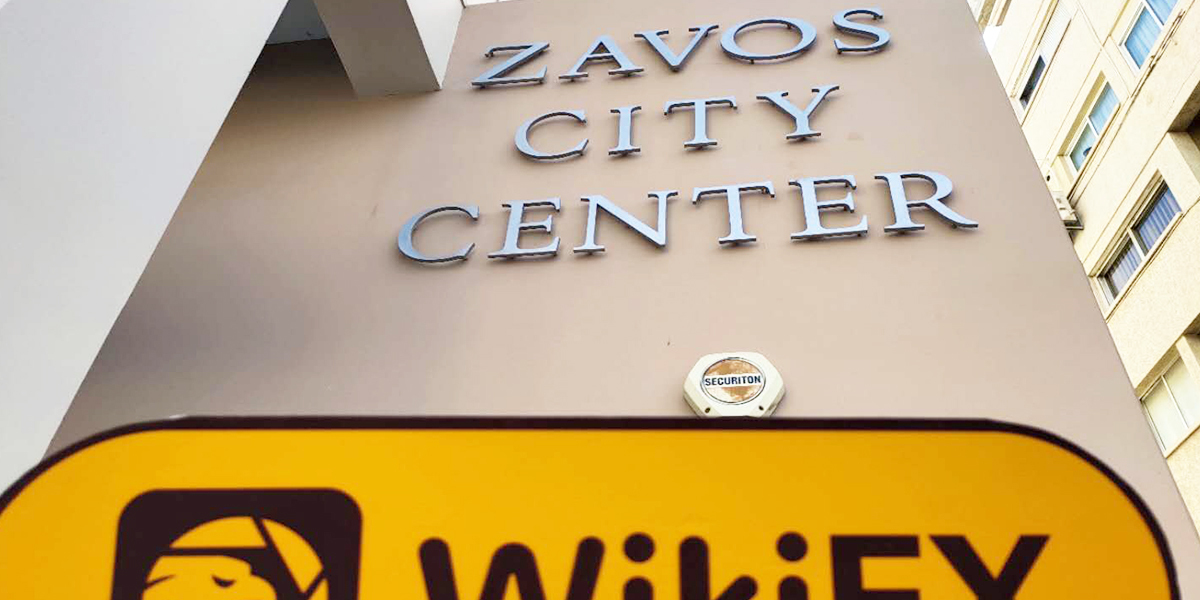 ZAVOS
CITY
CENTER
SECURITON
WikiFX